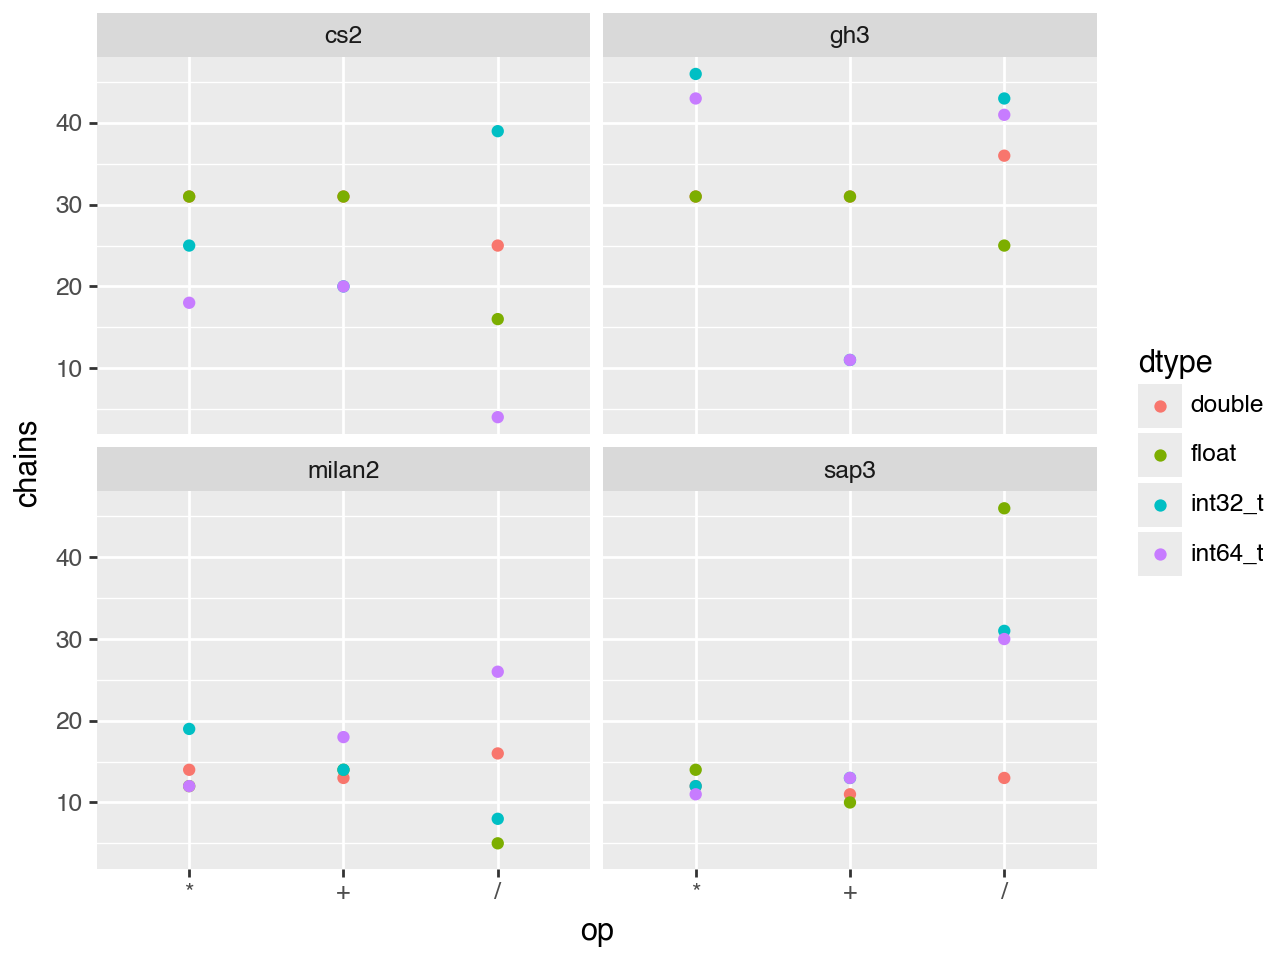 cs2
gh3
40
30
20
10
chains
milan2
sap3
40
30
20
10
* + /
* + /
op
dtype
double
float
int32_t
int64_t